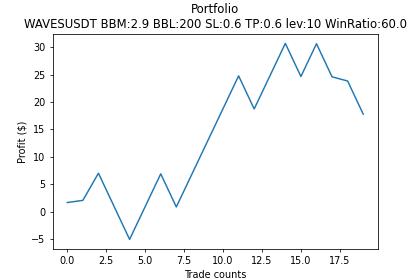 Portfolio
WAVESUSDT BBM:2.9 BBL:200 SL:0.6 TP:0.6 lev:10 WinRatio:60.0
Profit ($)
30
25
20
15
10
5
0
−5
0.0 2.5 5.0 7.5 10.0 12.5 15.0 17.5
Trade counts